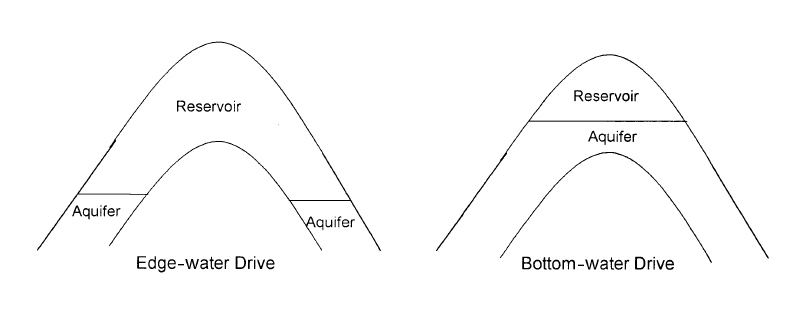 Reservoir
Aquifer
Aquifer
Edge-water Drive
Reservoir
Aquifer
Bottom-water Drive